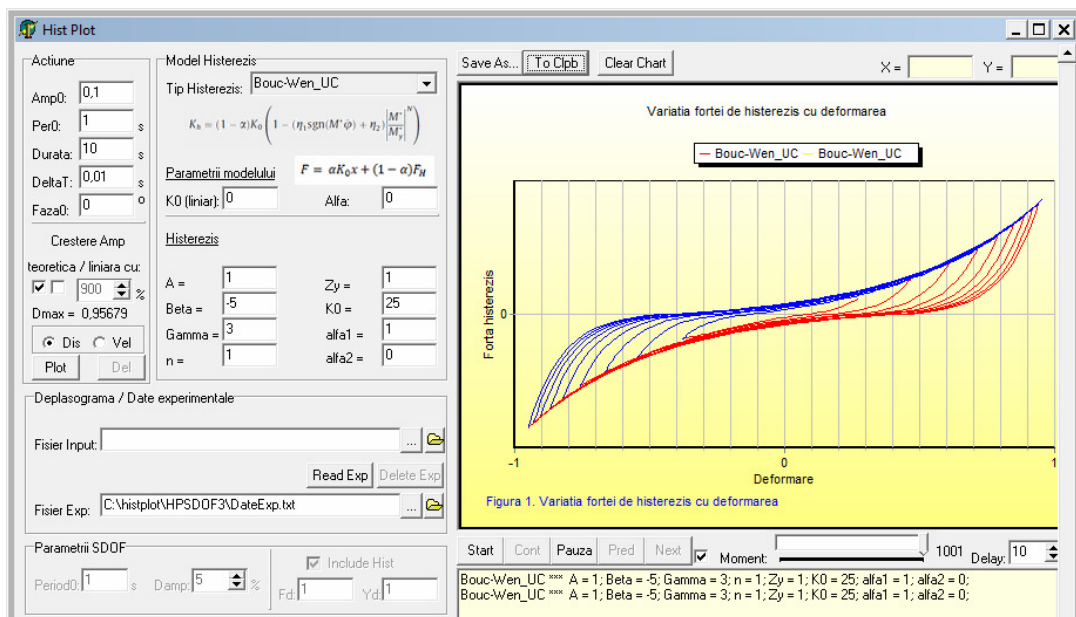 Hist Plot
Actiune
Amp0: 0,1
Per0: 1 s
Durata: 10 s
DeltaT: 0,01 s
Faza0: 0 o
Crestere Amp
teoretica / liniara cu:
900 %
Dmax = 0,95679
Dis Vel
Plot Del
Model Histerezis
Tip Histerezis: Bouc-Wen_UC
K_h = (1 − α)K_0(1 − (η_1sgn(M*φ̇) + η_2)|M*/M*_y|^N)
Parametrii modelului F = αK_0x + (1 − α)F_H
K0 (liniar): 0 Alfa: 0
Histerezis
A = 1 Zy = 1
Beta = -5 K0 = 25
Gamma = 3 alfa1 = 1
n = 1 alfa2 = 0
Deplasograma / Date experimentale
Fisier Input: ...
Read Exp Delete Exp
Fisier Exp: C:\histplot\HPSDOF3\DateExp.txt ...
Parametrii SDOF
Period0: 1 s Damp: 5 %
Include Hist
Fd: 1 Yd: 1
Save As... To Clpb Clear Chart X = Y =
Variatia fortei de histerezis cu deformarea
Bouc-Wen_UC Bouc-Wen_UC
Forta histerezis
0
-1 0 1
Deformare
Figura 1. Variatia fortei de histerezis cu deformarea
Start Cont Pauza Pred Next Moment: 1001 Delay: 10
Bouc-Wen_UC *** A = 1; Beta = -5; Gamma = 3; n = 1; Zy = 1; K0 = 25; alfa1 = 1; alfa2 = 0;
Bouc-Wen_UC *** A = 1; Beta = -5; Gamma = 3; n = 1; Zy = 1; K0 = 25; alfa1 = 1; alfa2 = 0;